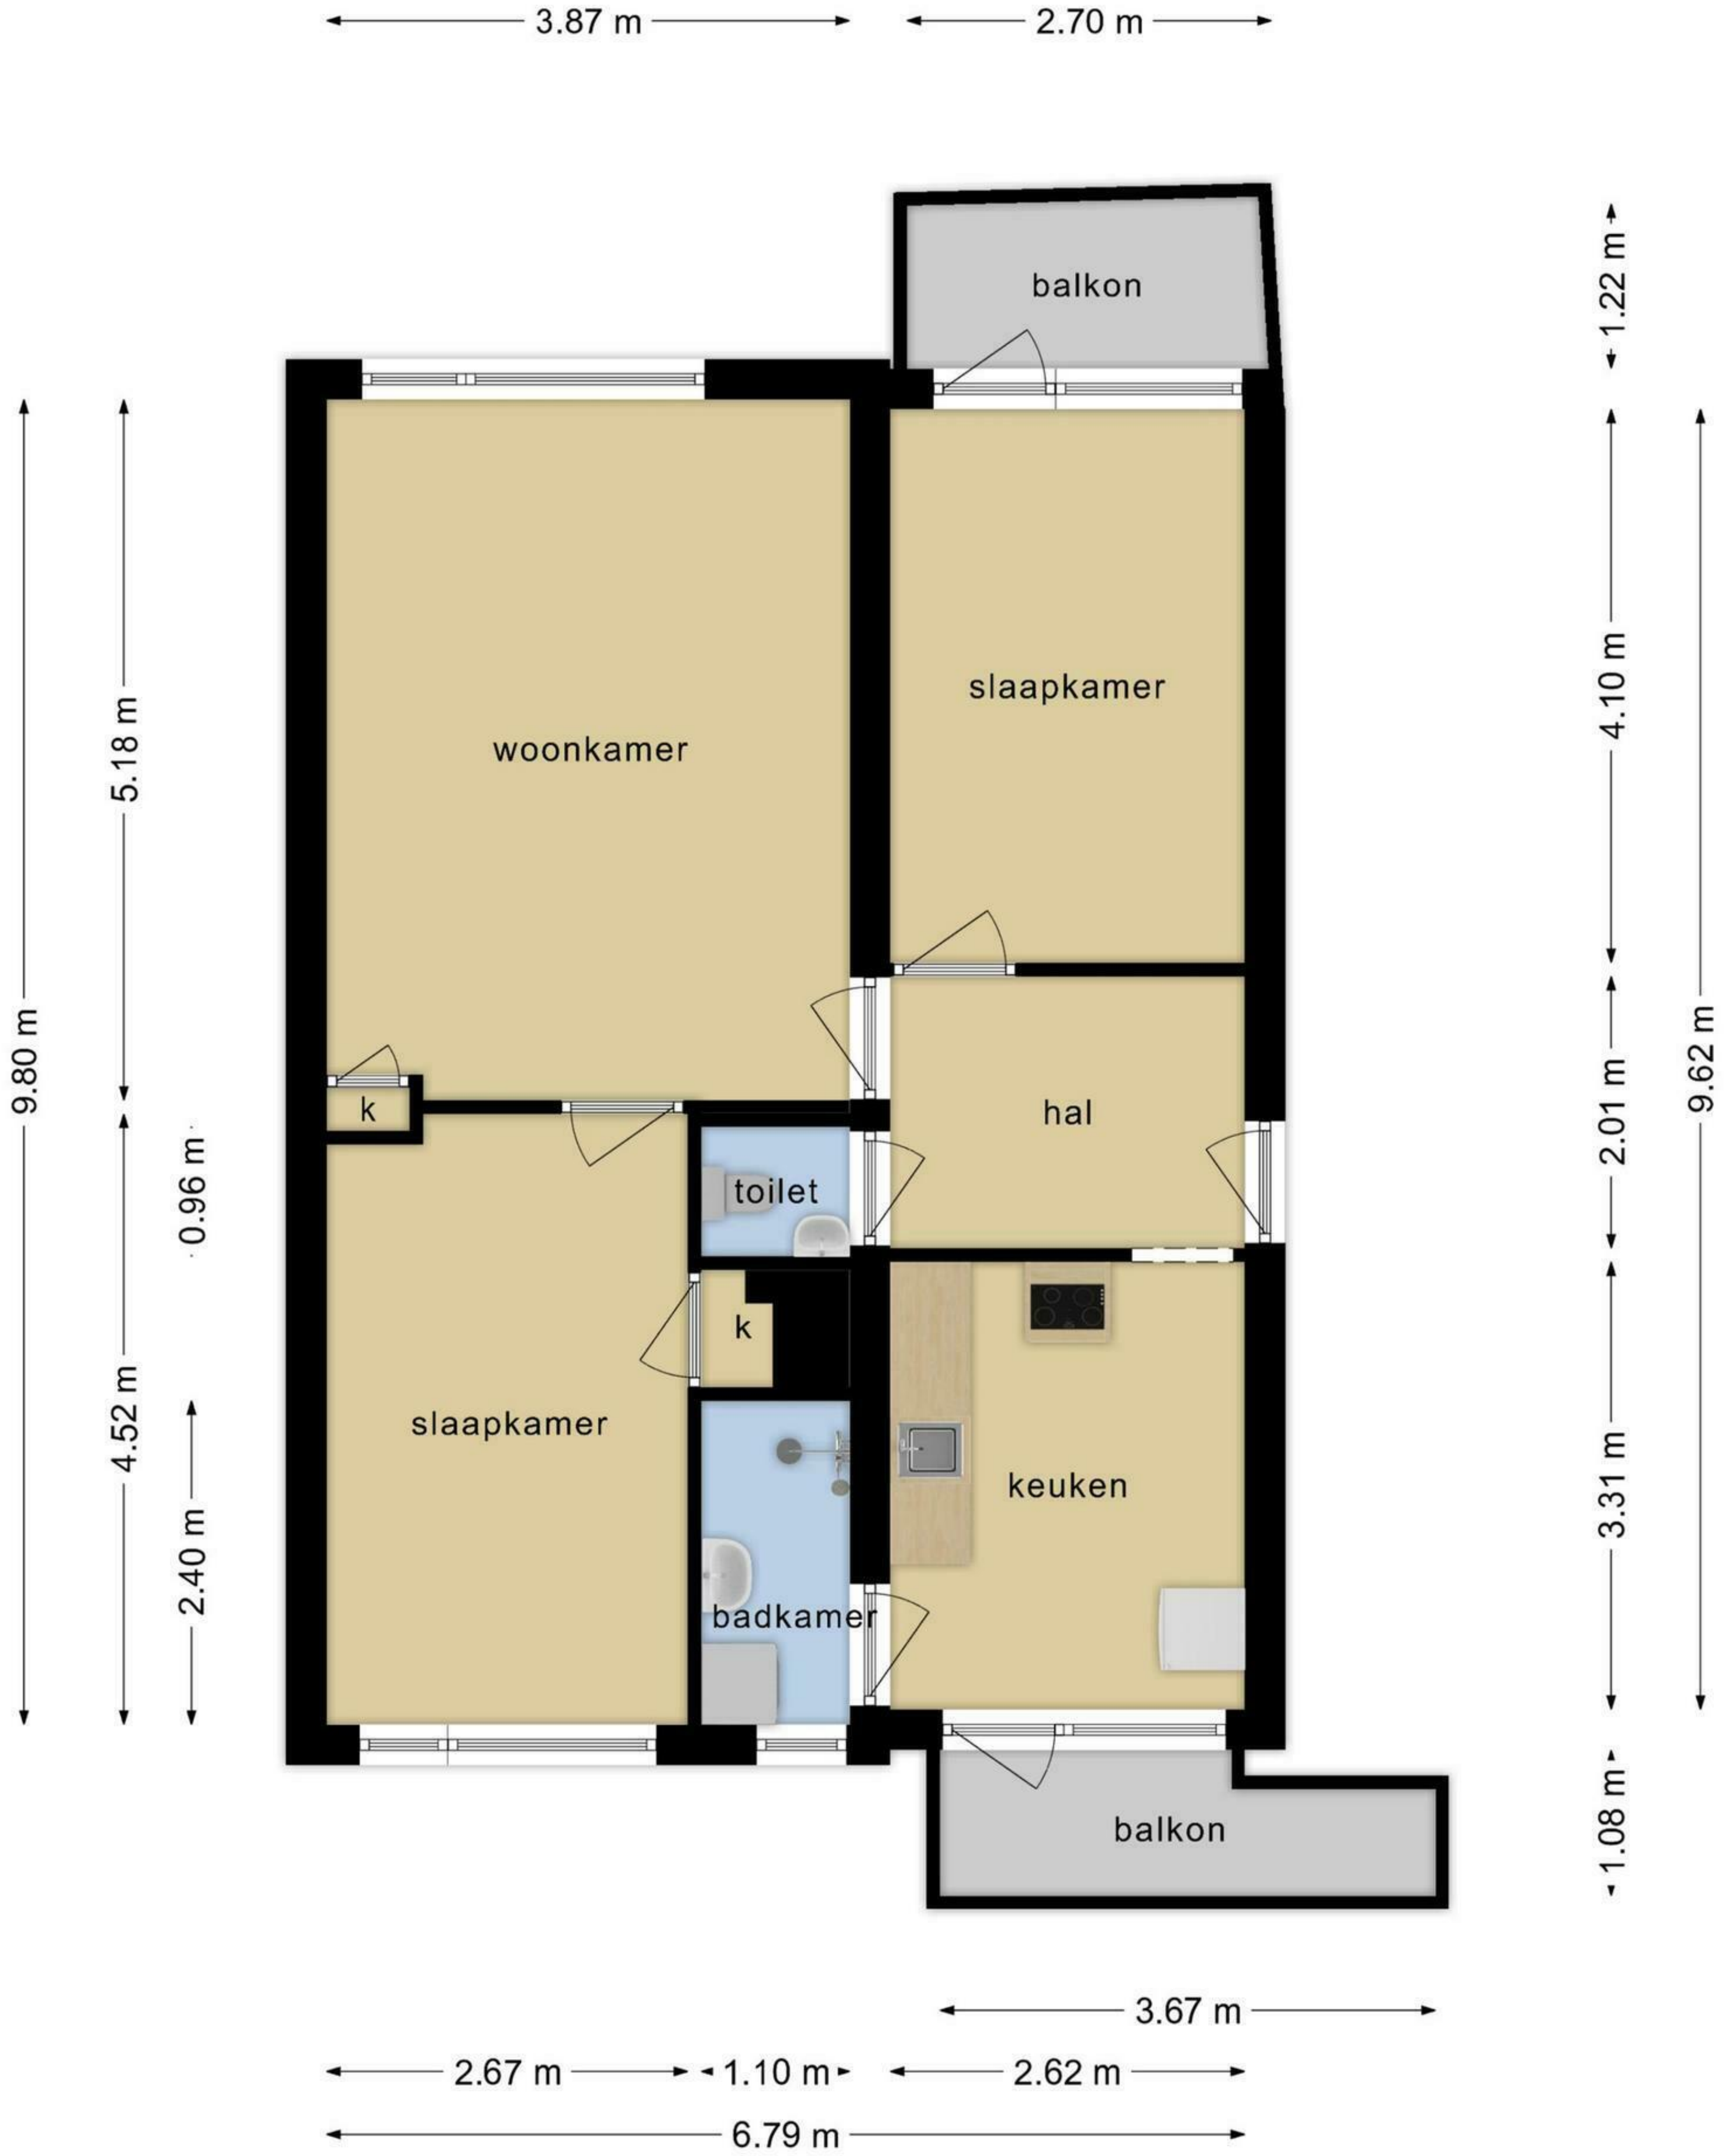 3.87 m
2.70 m
balkon
1.22 m
slaapkamer
4.10 m
woonkamer
5.18 m
9.80 m
9.62 m
k
hal
2.01 m
toilet
0.96 m
k
slaapkamer
4.52 m
keuken
3.31 m
2.40 m
badkamer
balkon
1.08 m
3.67 m
2.67 m
1.10 m
2.62 m
6.79 m